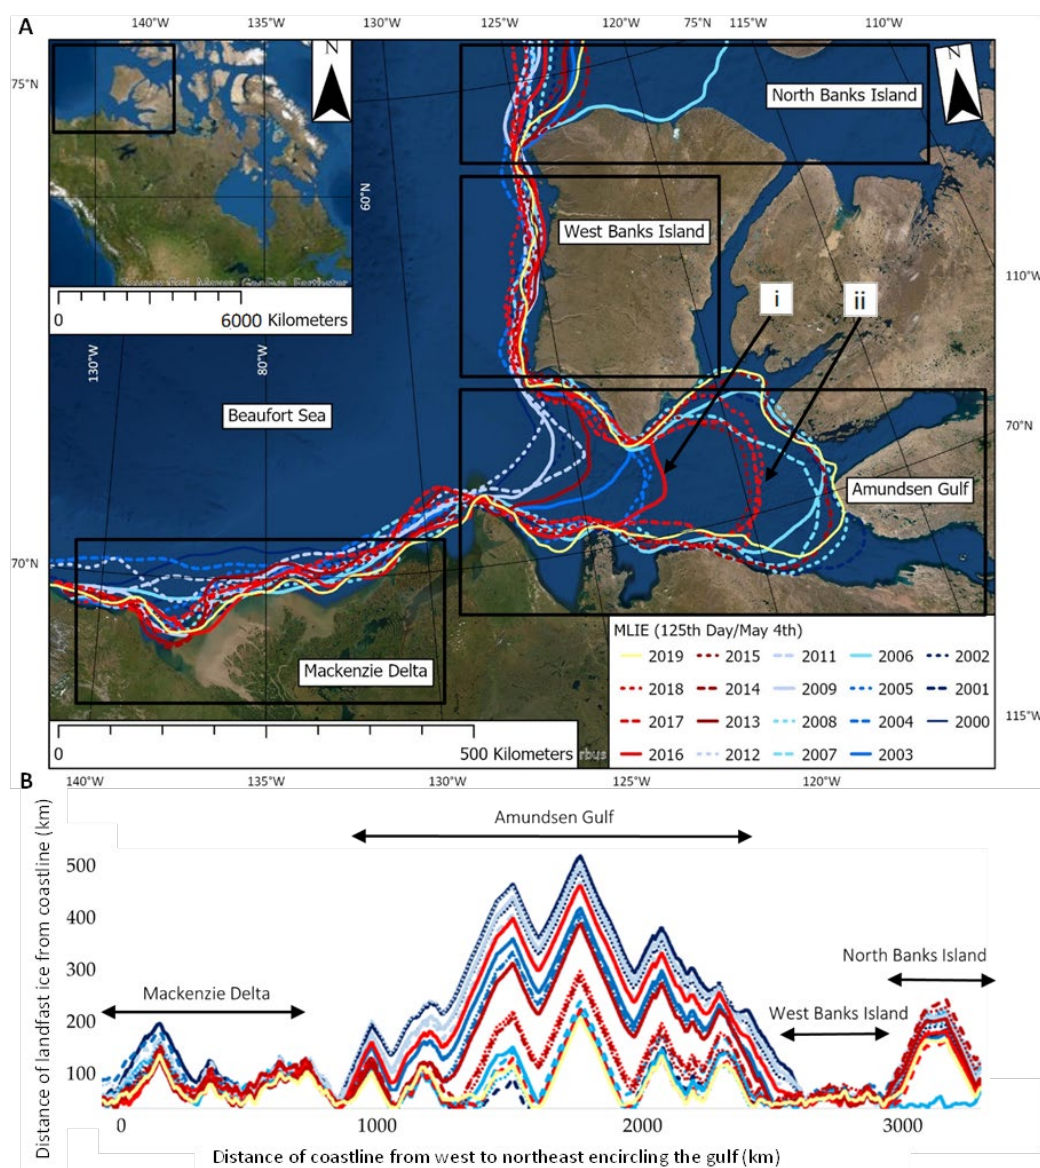 A
140°W 135°W 130°W 125°W 120°W 75°N 115°W 110°W
N
N
75°N
North Banks Island
60°N
West Banks Island
110°W
i
ii
0
6000 Kilometers
130°W
80°W
Beaufort Sea
70°N
Amundsen Gulf
70°N
MLIE (125th Day/May 4th)
2019 2015 2011 2006 2002
2018 2014 2009 2005 2001
2017 2013 2008 2004 2000
2016 2012 2007 2003
Mackenzie Delta
115°W
0
500 Kilometers
140°W 135°W 130°W 125°W 120°W
B
Distance of landfast ice from coastline (km)
Amundsen Gulf
500
400
300
200
100
North Banks Island
Mackenzie Delta
West Banks Island
0 1000 2000 3000
Distance of coastline from west to northeast encircling the gulf (km)